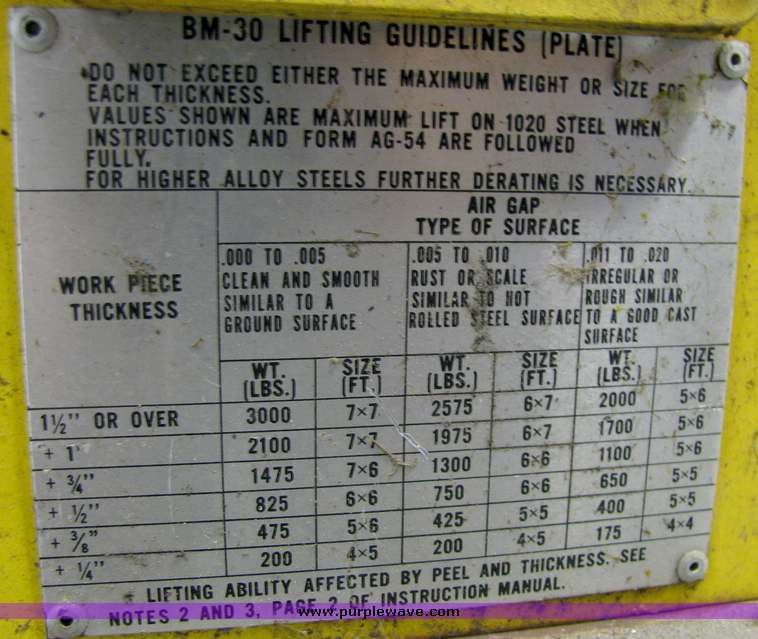 BM-30 LIFTING GUIDELINES (PLATE)
DO NOT EXCEED EITHER THE MAXIMUM WEIGHT OR SIZE FOR
EACH THICKNESS.
VALUES SHOWN ARE MAXIMUM LIFT ON 1020 STEEL WHEN
INSTRUCTIONS AND FORM AG-54 ARE FOLLOWED
FULLY.
FOR HIGHER ALLOY STEELS FURTHER DERATING IS NECESSARY.
AIR GAP
TYPE OF SURFACE
WORK PIECE
THICKNESS
.000 TO .005
CLEAN AND SMOOTH
SIMILAR TO A
GROUND SURFACE
.005 TO .010
RUST OR SCALE
SIMILAR TO HOT
ROLLED STEEL SURFACE
.011 TO .020
IRREGULAR OR
ROUGH SIMILAR
TO A GOOD CAST
SURFACE
WT. (LBS.) SIZE (FT.) WT. (LBS.) SIZE (FT.) WT. (LBS.) SIZE (FT.)
1½" OR OVER 3000 7×7 2575 6×7 2000 5×6
+ 1" 2100 7×7 1975 6×7 1700 5×6
+ ¾" 1475 7×6 1300 6×6 1100 5×6
+ ½" 825 6×6 750 6×6 650 5×5
+ ⅜" 475 5×6 425 5×5 400 5×5
+ ¼" 200 4×5 200 4×5 175 4×4
+ LIFTING ABILITY AFFECTED BY PEEL AND THICKNESS. SEE
NOTES 2 AND 3, PAGE 2 OF INSTRUCTION MANUAL.
www.purplewave.com